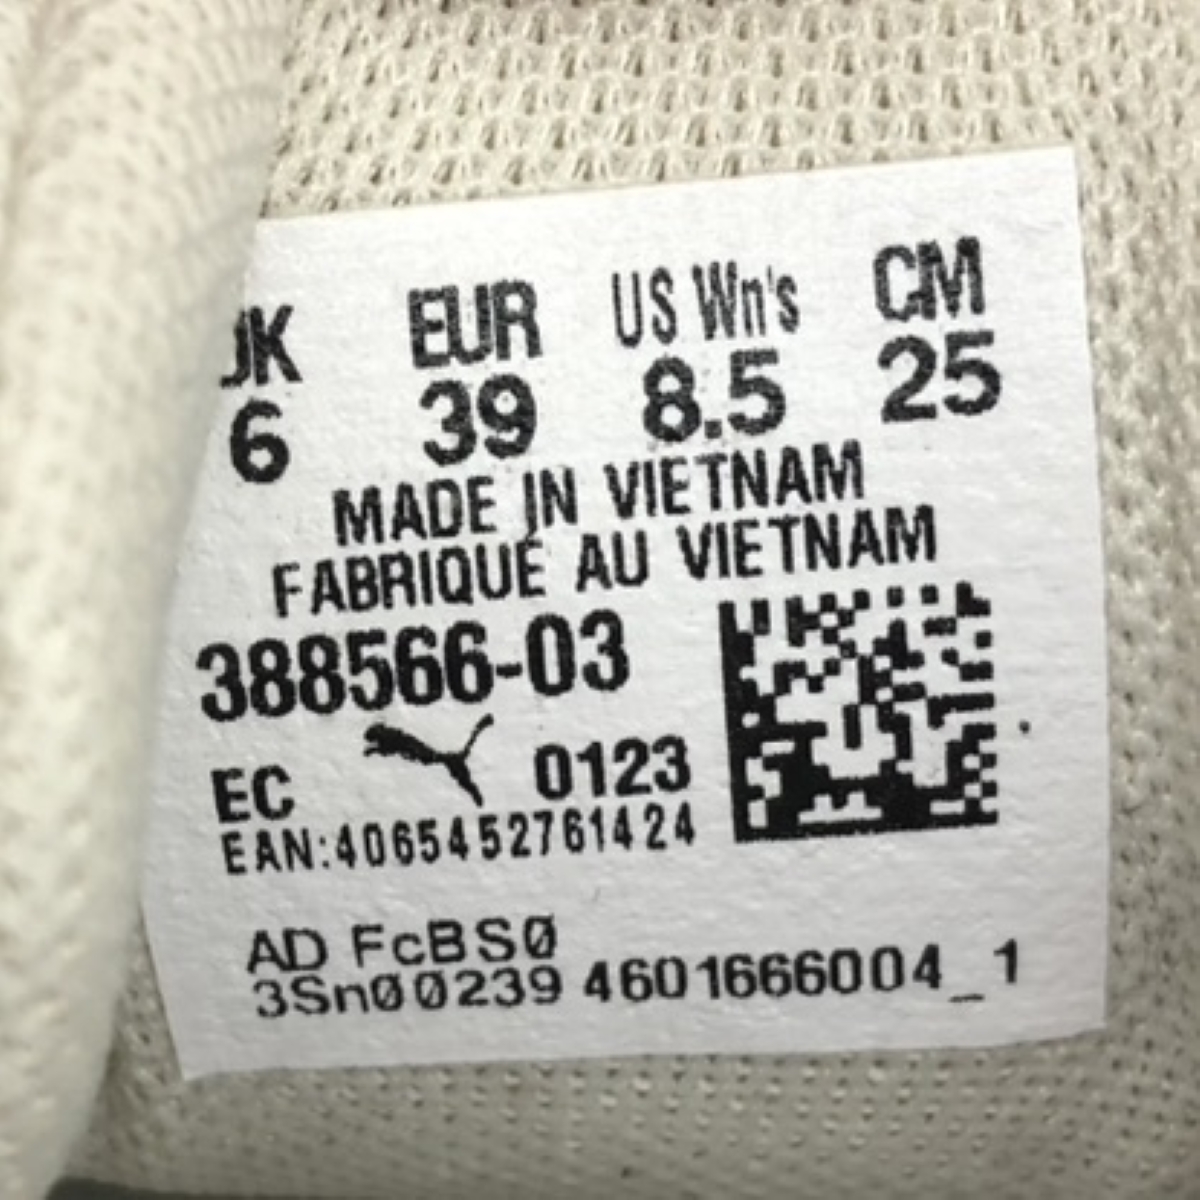 UK EUR US Wn's CM
6 39 8.5 25
MADE IN VIETNAM
FABRIQUÉ AU VIETNAM
388566-03
EC 0123
EAN:4065452761424
AD FcBS0
3Sn00239 4601666004_1